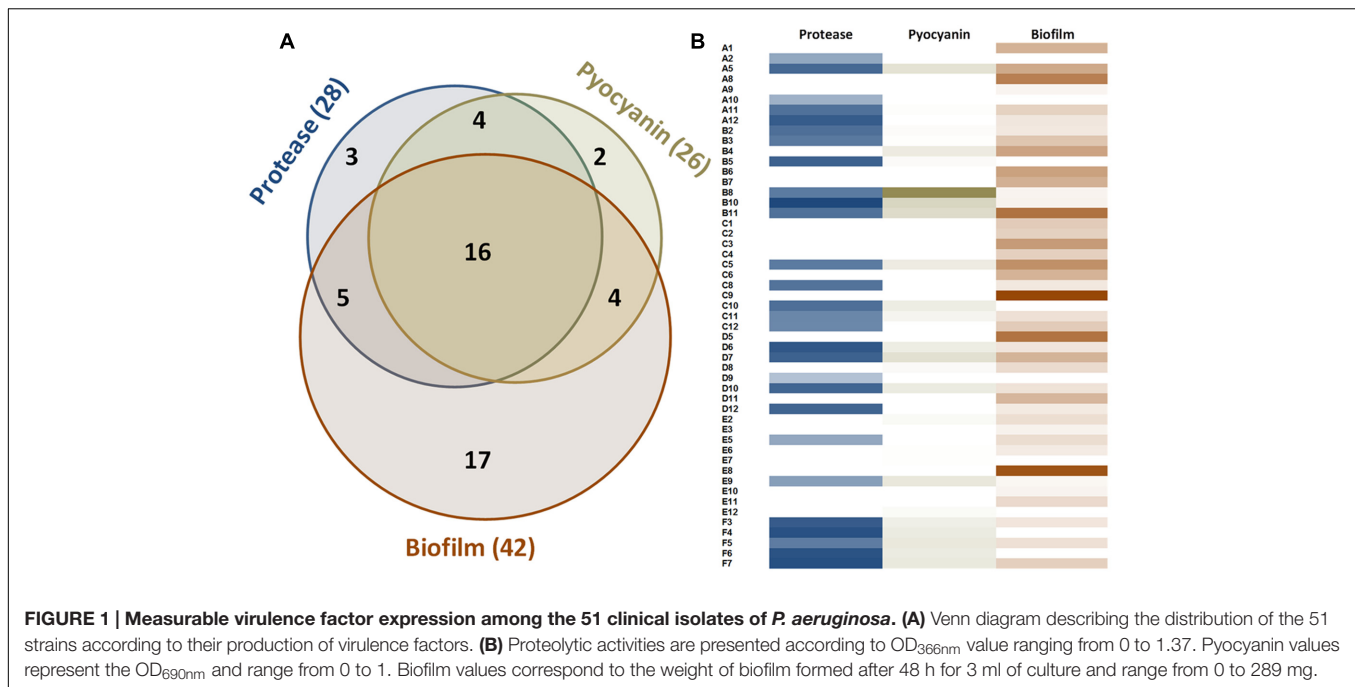 A
Protease (28)
Pyocyanin (26)
4
3
2
16
5
4
17
Biofilm (42)
B
Protease Pyocyanin Biofilm
A1
A2
A5
A8
A9
A10
A11
A12
B2
B3
B4
B5
B6
B7
B8
B10
B11
C1
C2
C3
C4
C5
C6
C8
C9
C10
C11
C12
D5
D6
D7
D8
D9
D10
D11
D12
E2
E3
E5
E6
E7
E8
E9
E10
E11
E12
F3
F4
F5
F6
F7
FIGURE 1 | Measurable virulence factor expression among the 51 clinical isolates of P. aeruginosa. (A) Venn diagram describing the distribution of the 51
strains according to their production of virulence factors. (B) Proteolytic activities are presented according to OD366nm value ranging from 0 to 1.37. Pyocyanin values
represent the OD690nm and range from 0 to 1. Biofilm values correspond to the weight of biofilm formed after 48 h for 3 ml of culture and range from 0 to 289 mg.